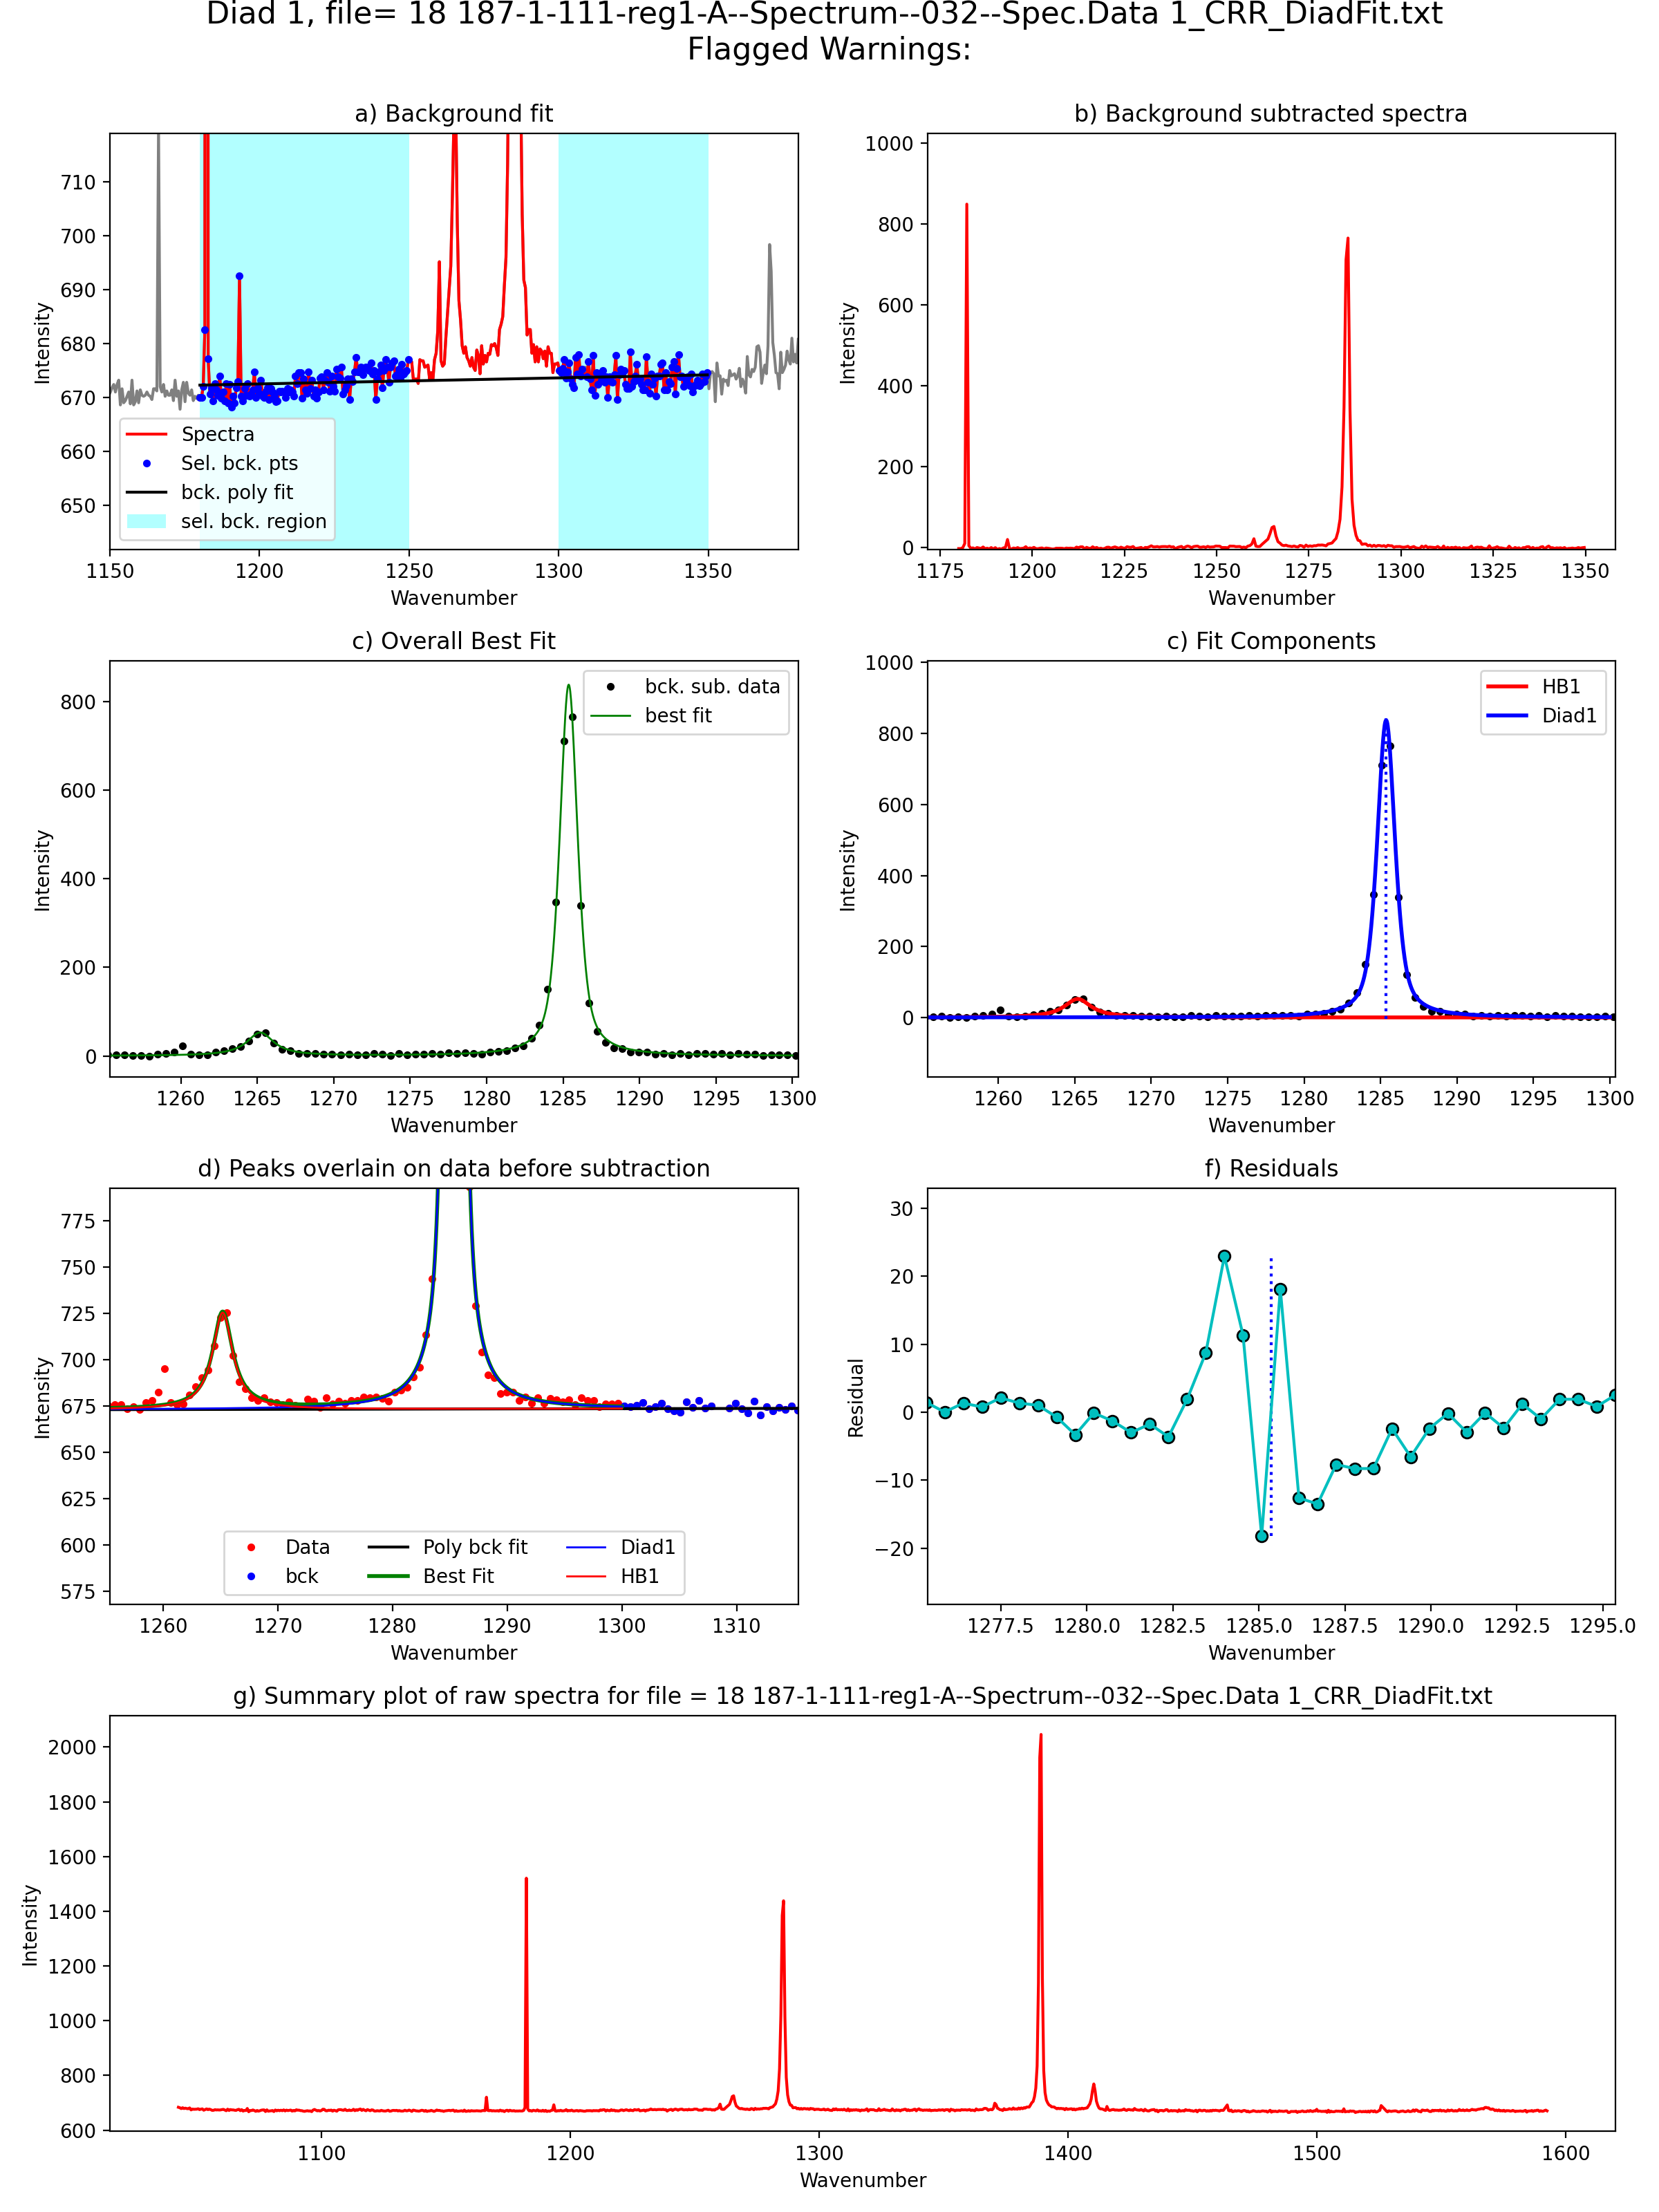 Diad 1, file= 18 187-1-111-reg1-A--Spectrum--032--Spec.Data 1_CRR_DiadFit.txt
Flagged Warnings:
a) Background fit
Intensity
710
700
690
680
670
660
650
Spectra
Sel. bck. pts
bck. poly fit
sel. bck. region
1150 1200 1250 1300 1350
Wavenumber
b) Background subtracted spectra
Intensity
1000
800
600
400
200
0
1175 1200 1225 1250 1275 1300 1325 1350
Wavenumber
c) Overall Best Fit
Intensity
800
600
400
200
0
bck. sub. data
best fit
1260 1265 1270 1275 1280 1285 1290 1295 1300
Wavenumber
c) Fit Components
Intensity
1000
800
600
400
200
0
HB1
Diad1
1260 1265 1270 1275 1280 1285 1290 1295 1300
Wavenumber
d) Peaks overlain on data before subtraction
Intensity
775
750
725
700
675
650
625
600
575
Data Poly bck fit Diad1
bck Best Fit HB1
1260 1270 1280 1290 1300 1310
Wavenumber
f) Residuals
Residual
30
20
10
0
−10
−20
1277.5 1280.0 1282.5 1285.0 1287.5 1290.0 1292.5 1295.0
Wavenumber
g) Summary plot of raw spectra for file = 18 187-1-111-reg1-A--Spectrum--032--Spec.Data 1_CRR_DiadFit.txt
Intensity
2000
1800
1600
1400
1200
1000
800
600
1100 1200 1300 1400 1500 1600
Wavenumber